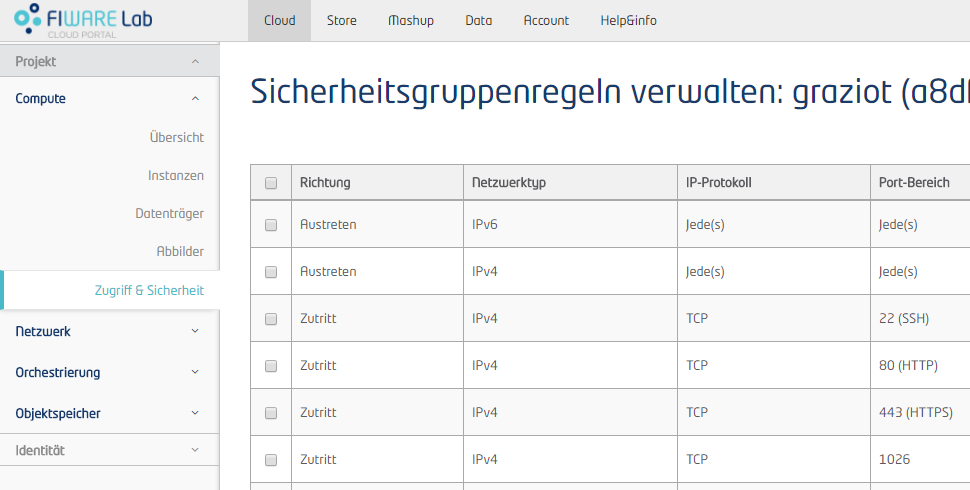 FIWARE Lab
CLOUD PORTAL
Cloud Store Mashup Data Account Help&info
Projekt
Compute
Übersicht
Instanzen
Datenträger
Abbilder
Zugriff & Sicherheit
Netzwerk
Orchestrierung
Objektspeicher
Identität
Sicherheitsgruppenregeln verwalten: graziot (a8d
Richtung Netzwerktyp IP-Protokoll Port-Bereich
Austreten IPv6 Jede(s) Jede(s)
Austreten IPv4 Jede(s) Jede(s)
Zutritt IPv4 TCP 22 (SSH)
Zutritt IPv4 TCP 80 (HTTP)
Zutritt IPv4 TCP 443 (HTTPS)
Zutritt IPv4 TCP 1026